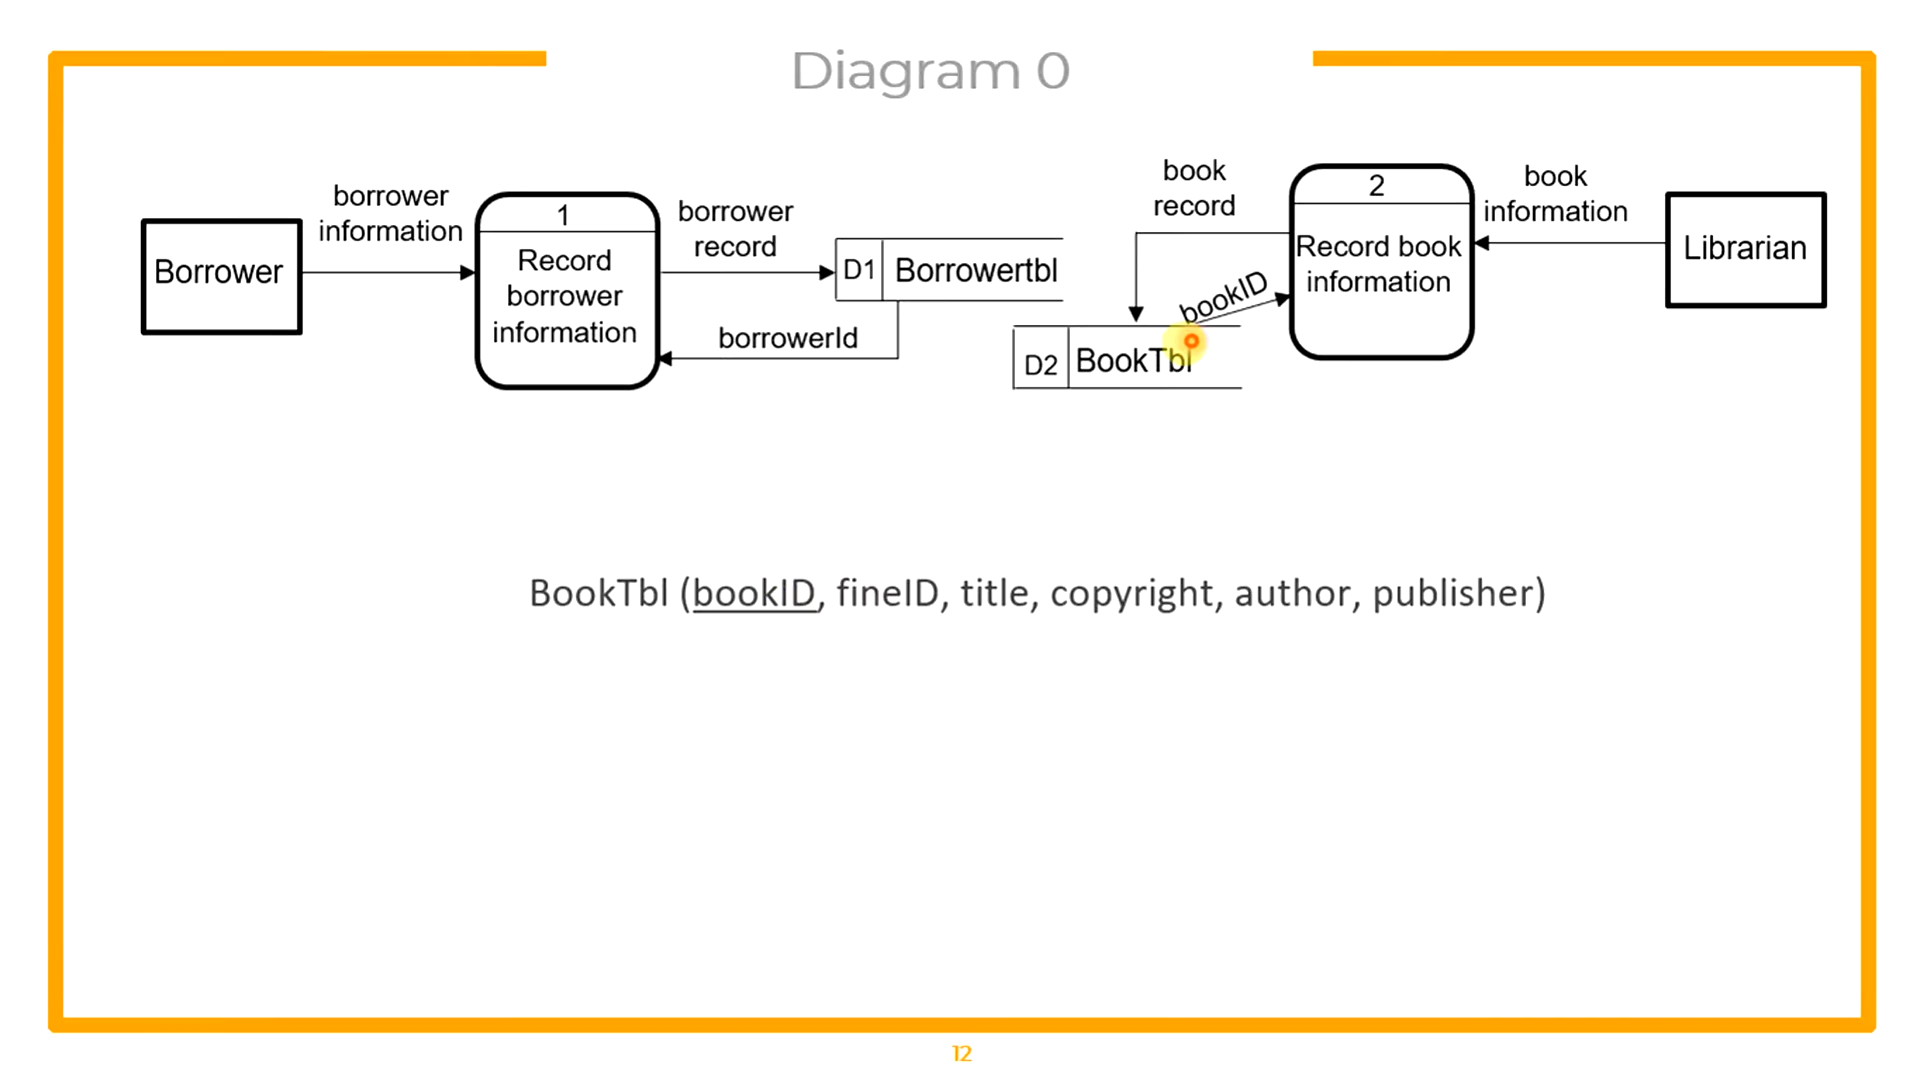 Diagram 0
Borrower
borrower
information
1
Record
borrower
information
borrower
record
D1 Borrowertbl
borrowerId
book
record
bookID
D2 BookTbl
2
Record book
information
book
information
Librarian
BookTbl (bookID, fineID, title, copyright, author, publisher)
12